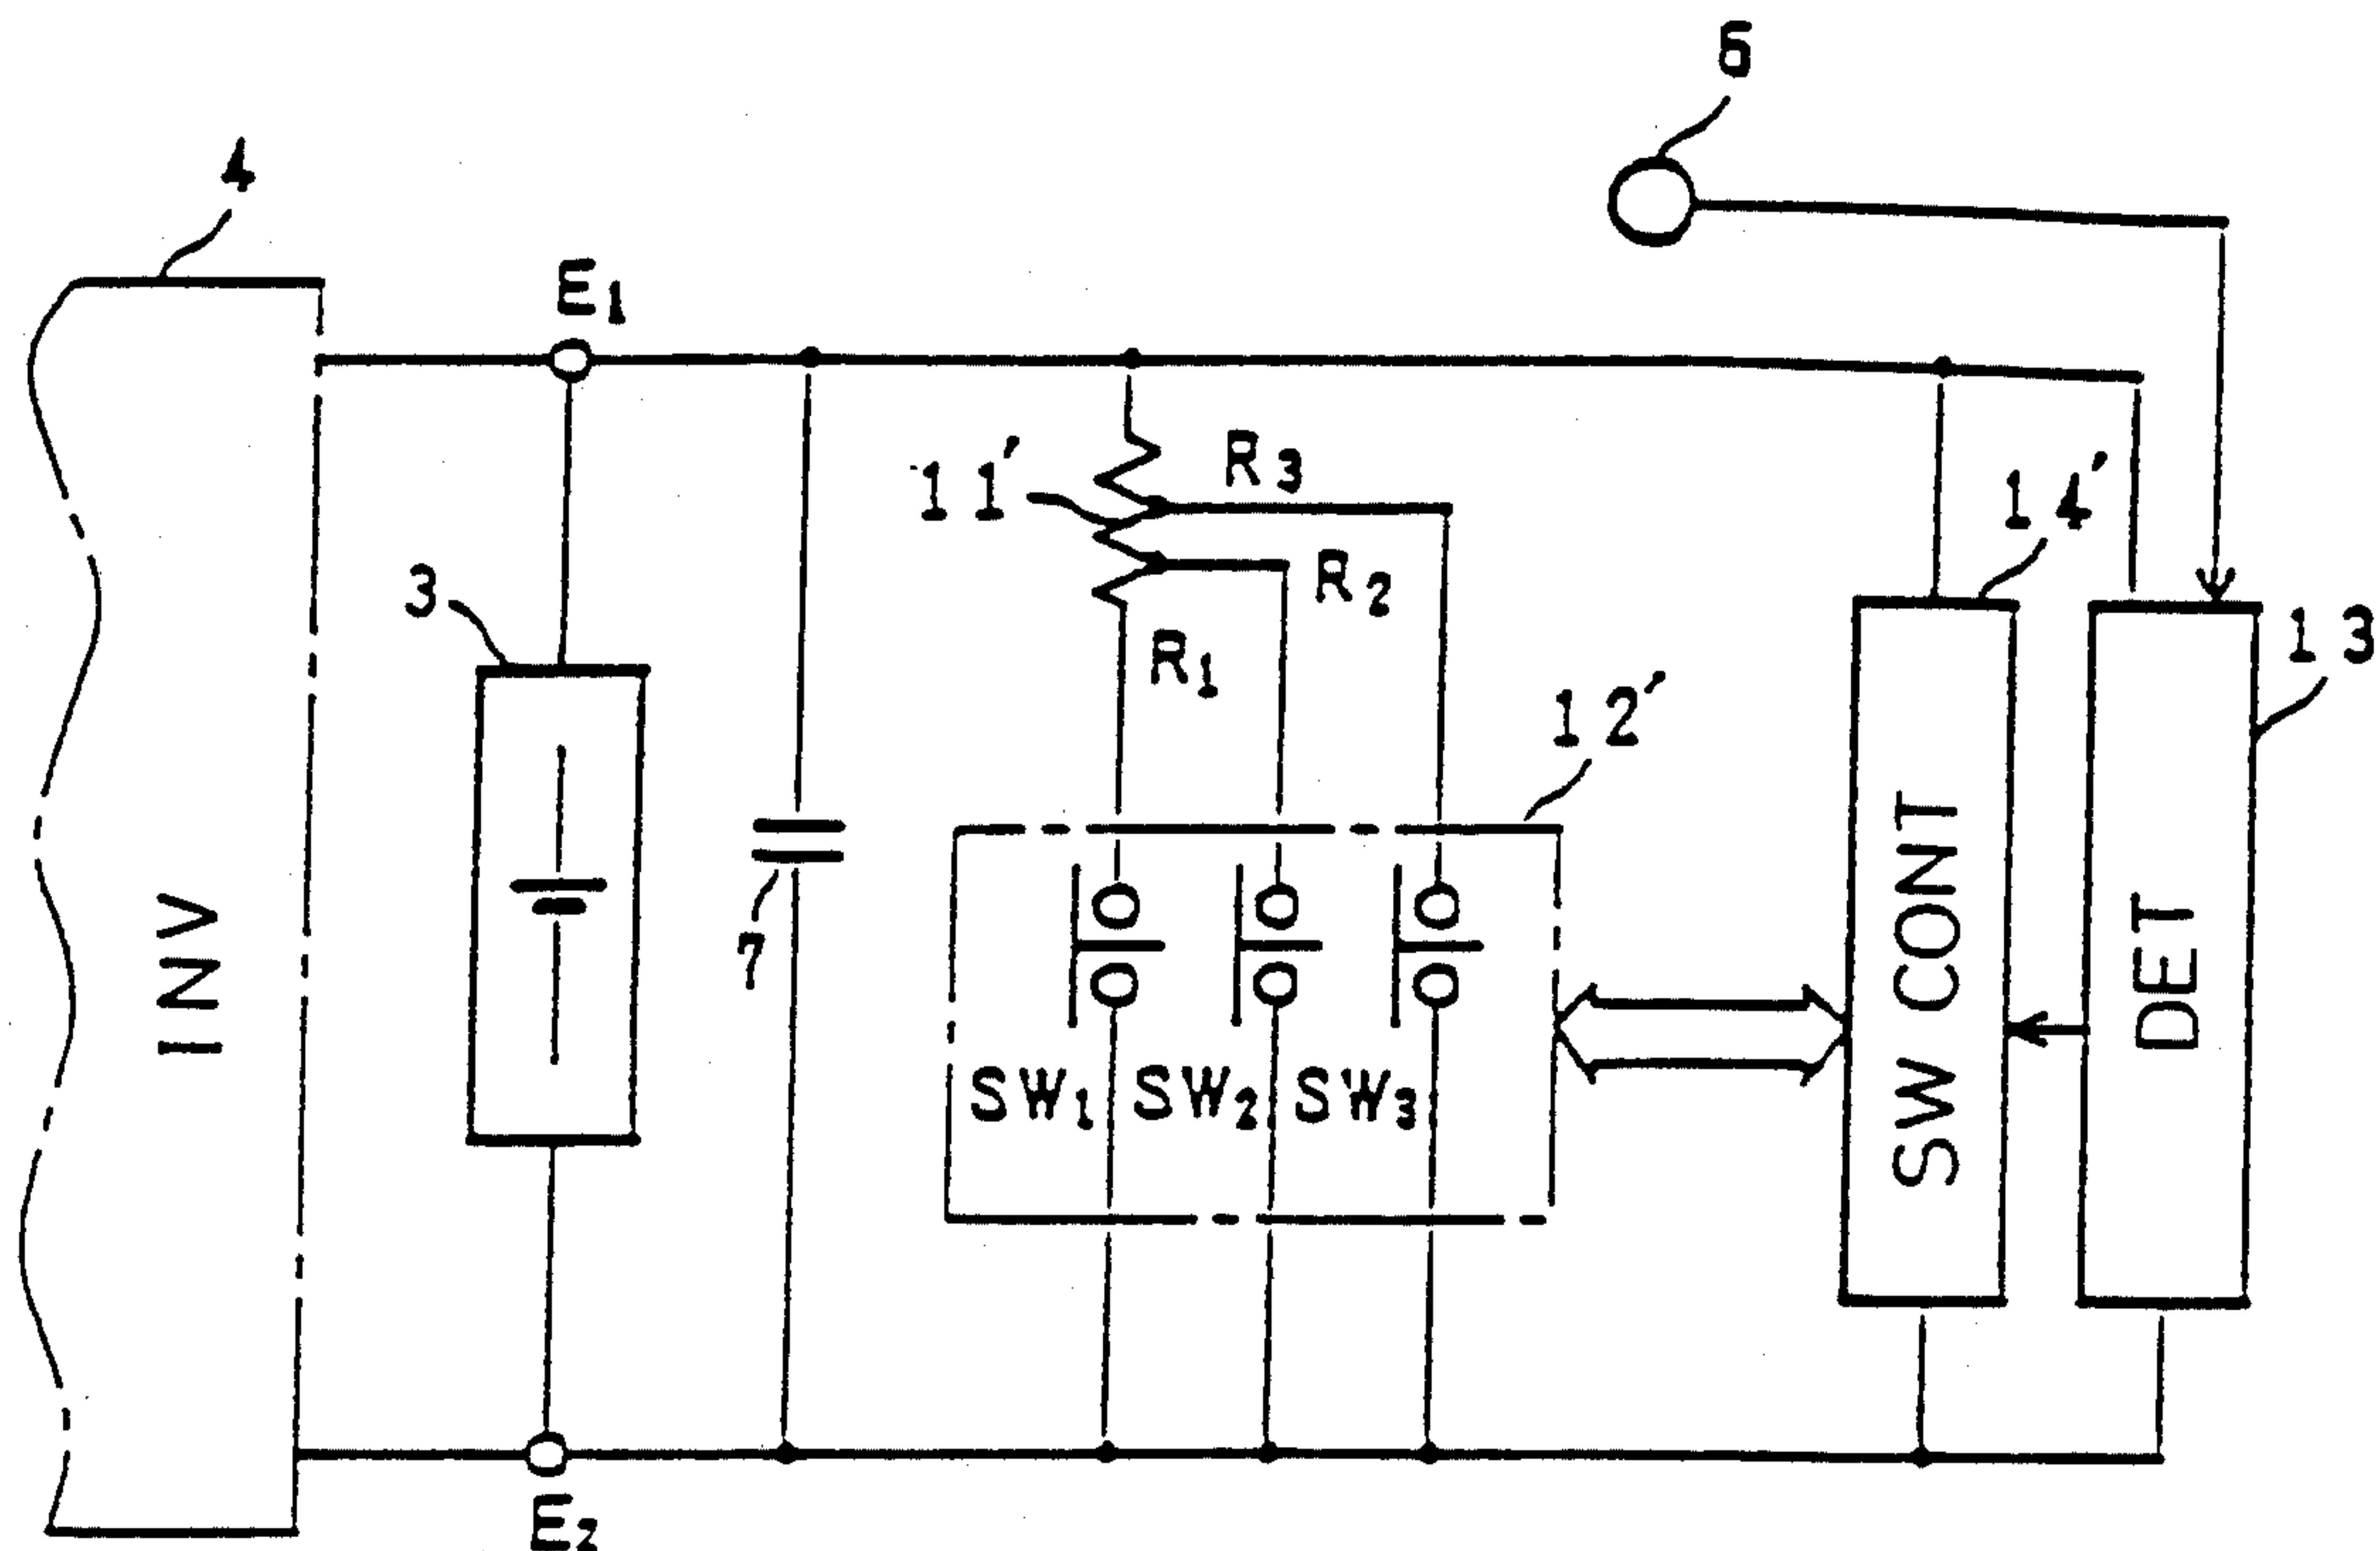 6
4
E1
11'
R3
14'
3
R2
13
R1
12'
INV
7
SW CONT
DET
SW1
SW2
SW3
E2